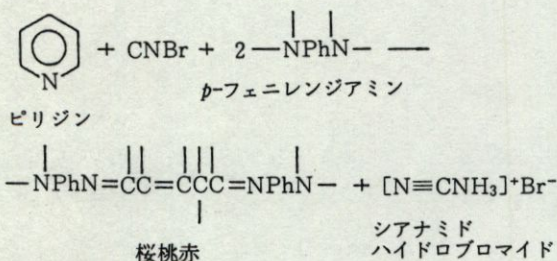 N + CNBr + 2 —NPhN— —
ピリジン
p-フェニレンジアミン
—NPhN=CC=CCC=NPhN— + [N≡CNH₃]⁺Br⁻
桜桃赤
シアナミド
ハイドロブロマイド